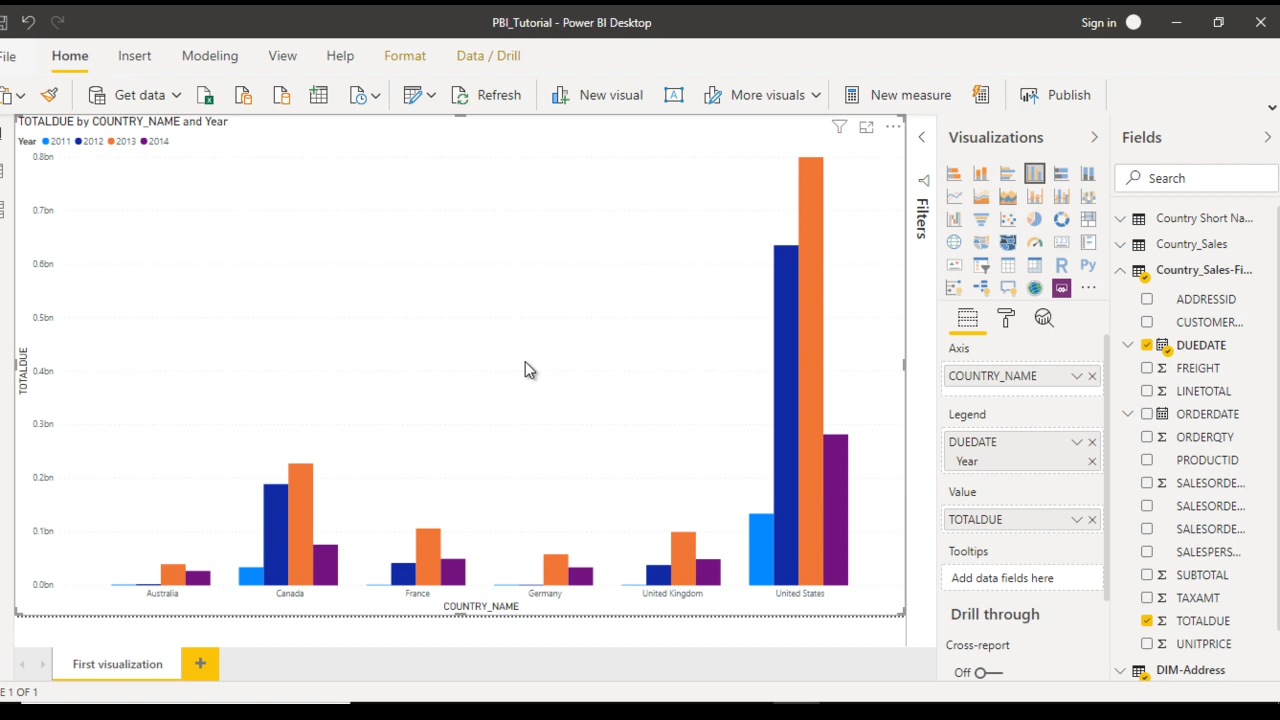 PBI_Tutorial - Power BI Desktop
Sign in
File
Home
Insert
Modeling
View
Help
Format
Data / Drill
Get data
Refresh
New visual
More visuals
New measure
Publish
TOTALDUE by COUNTRY_NAME and Year
Year 2011 2012 2013 2014
0.8bn
0.7bn
0.6bn
0.5bn
0.4bn
0.3bn
0.2bn
0.1bn
0.0bn
TOTALDUE
Australia
Canada
France
Germany
United Kingdom
United States
COUNTRY_NAME
Filters
Visualizations
R
Py
Axis
COUNTRY_NAME
Legend
DUEDATE
Year
Value
TOTALDUE
Tooltips
Add data fields here
Drill through
Cross-report
Off
Fields
Search
Country Short Na...
Country_Sales
Country_Sales-Fi...
ADDRESSID
CUSTOMER...
DUEDATE
FREIGHT
LINETOTAL
ORDERDATE
ORDERQTY
PRODUCTID
SALESORDE...
SALESORDE...
SALESORDE...
SALESPERS...
SUBTOTAL
TAXAMT
TOTALDUE
UNITPRICE
DIM-Address
First visualization
E 1 OF 1